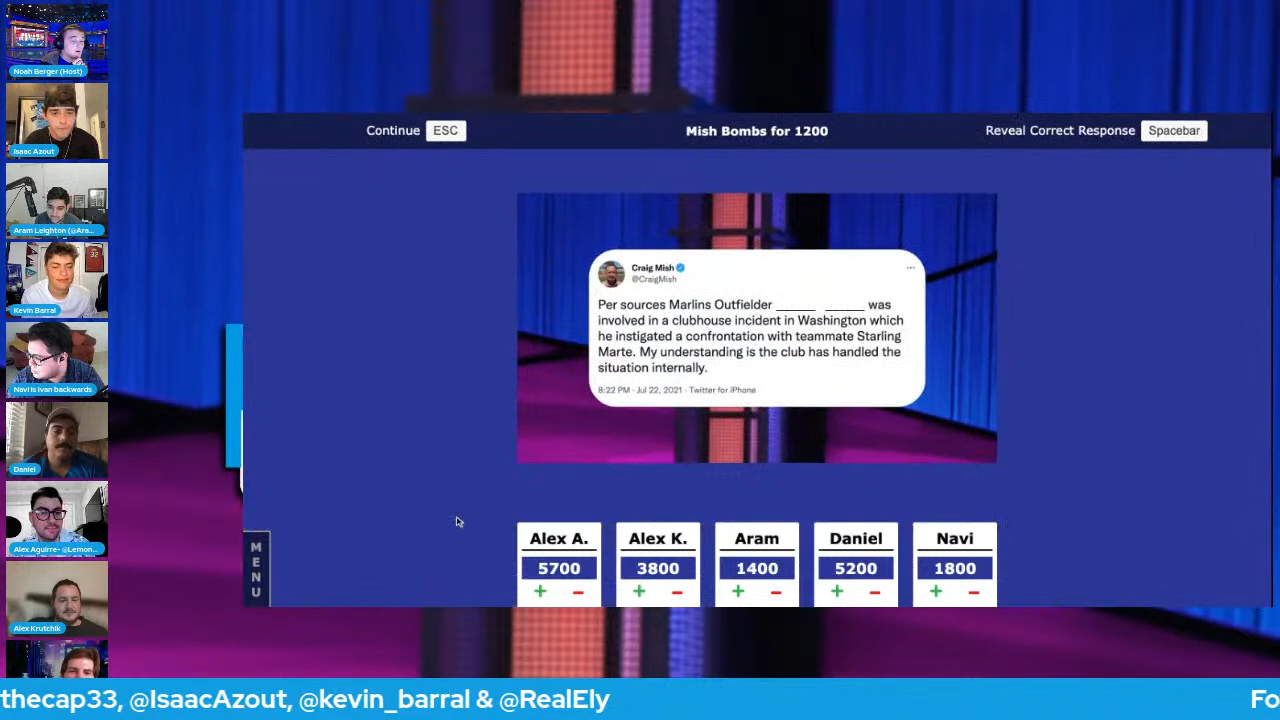 Noah Berger (Host)
Isaac Azout
Aram Leighton (@Ara...
Kevin Barral
Navi is Ivan backwards
Daniel
Alex Aguirre- @Lemon...
Alex Krutchik
Continue ESC
Mish Bombs for 1200
Reveal Correct Response Spacebar
Craig Mish
@CraigMish
...
Per sources Marlins Outfielder ______ ______ was
involved in a clubhouse incident in Washington which
he instigated a confrontation with teammate Starling
Marte. My understanding is the club has handled the
situation internally.
8:22 PM · Jul 22, 2021 · Twitter for iPhone
MENU
Alex A. Alex K. Aram Daniel Navi
5700 3800 1400 5200 1800
+ − + − + − + − + −
thecap33, @IsaacAzout, @kevin_barral & @RealEly
Fo